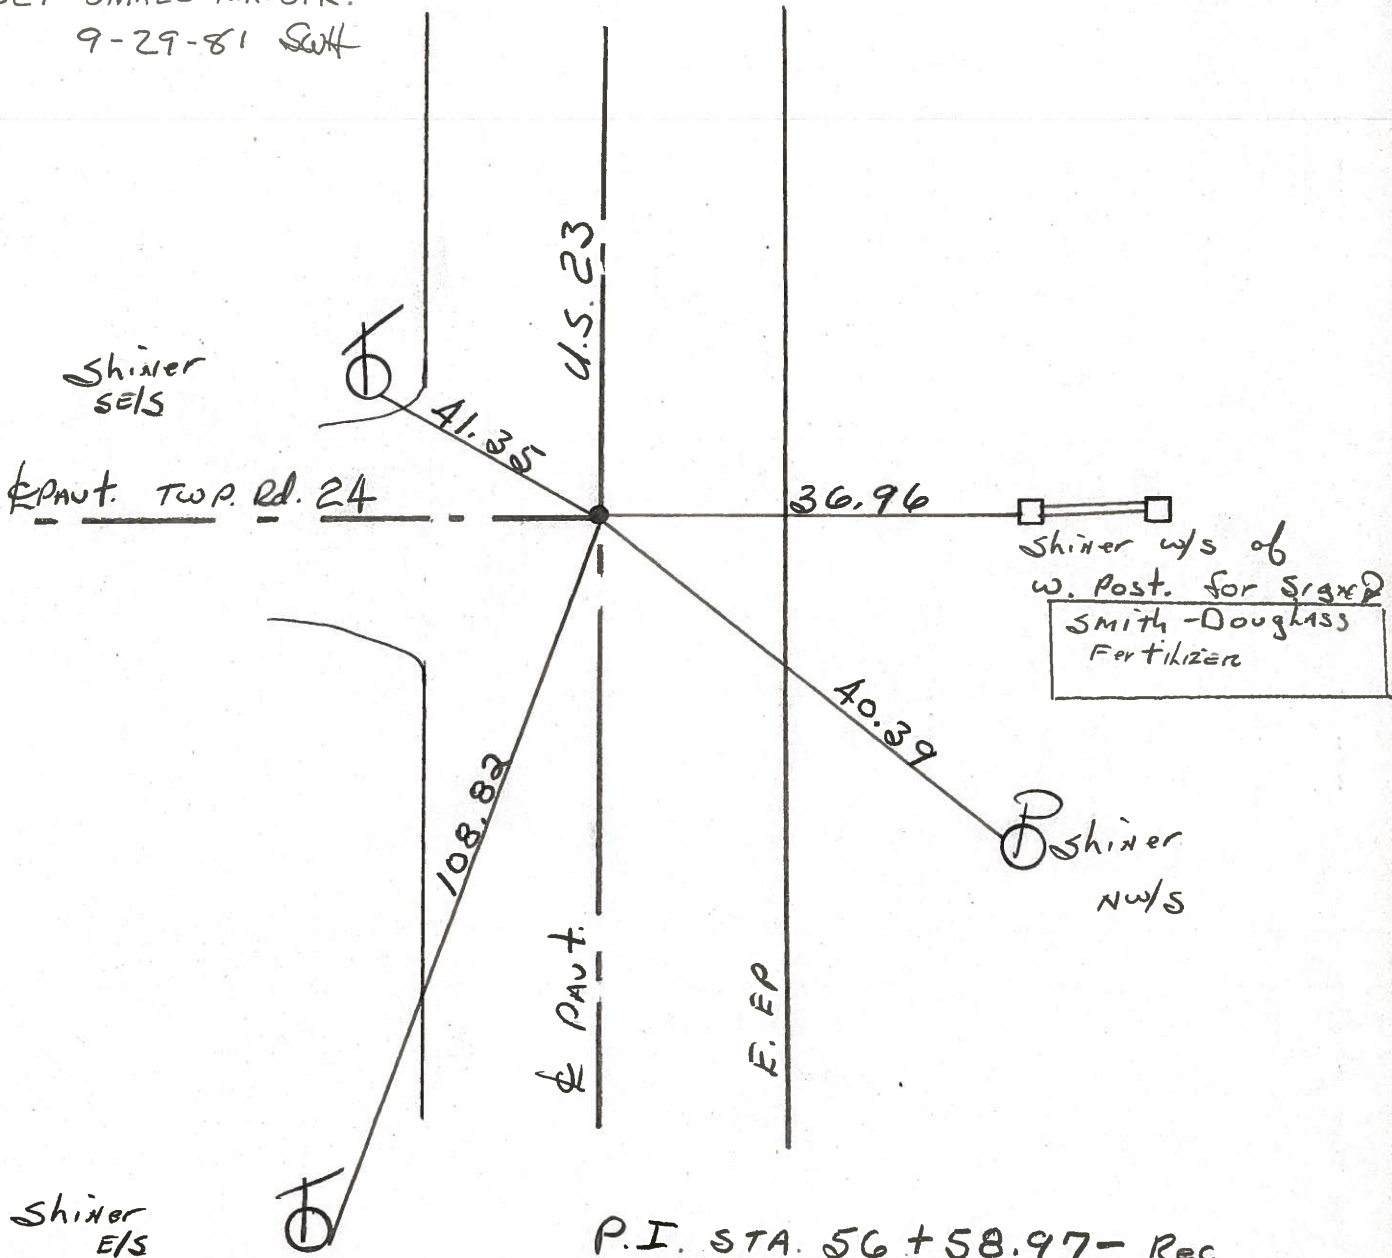 9-29-81 Scott
U.S. 23
Shiner
SE/S
41.35
℄ PAVt. TWP. Rd. 24
36.96
Shiner w/s of
w. Post. for Sign
Smith-Douglass
Fertilizer
40.39
P
Shiner
NW/S
108.82
℄ PAVt.
E. EP
T
T
Shiner
E/S
P.I. STA. 56+58.97- Rec